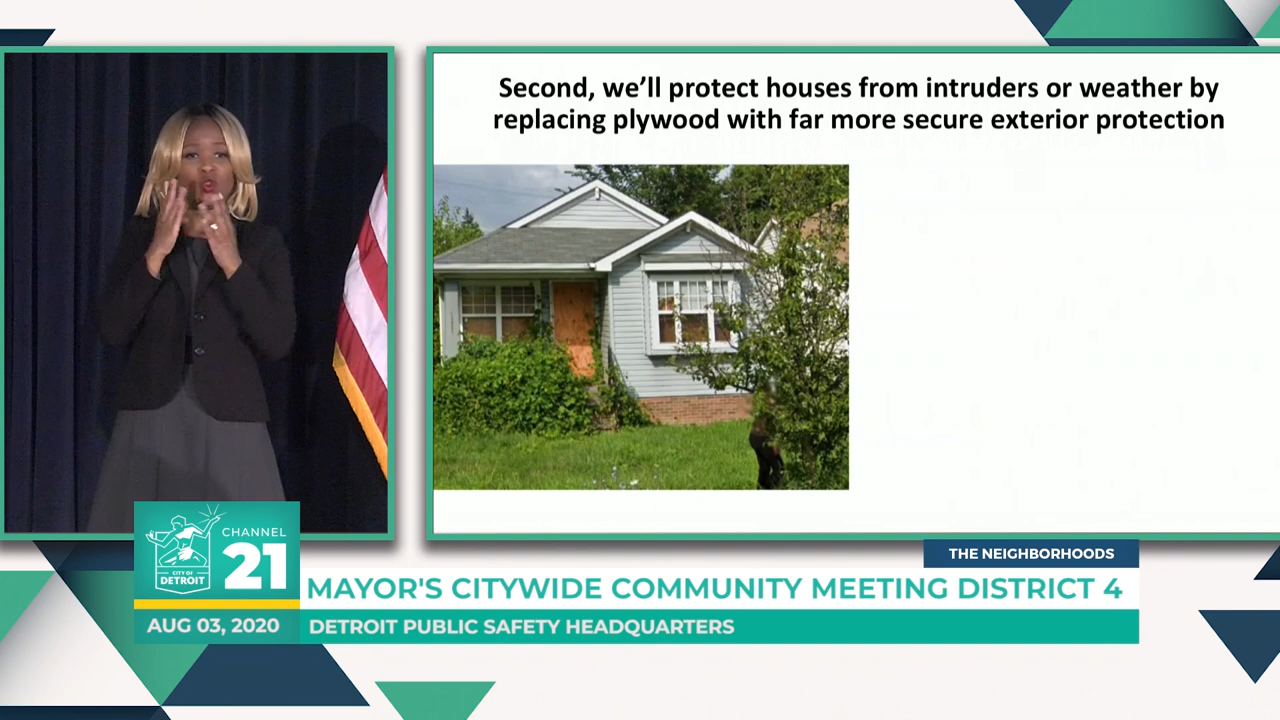 Second, we’ll protect houses from intruders or weather by
replacing plywood with far more secure exterior protection
THE NEIGHBORHOODS
CHANNEL
21
CITY OF
DETROIT
MAYOR'S CITYWIDE COMMUNITY MEETING DISTRICT 4
AUG 03, 2020
DETROIT PUBLIC SAFETY HEADQUARTERS